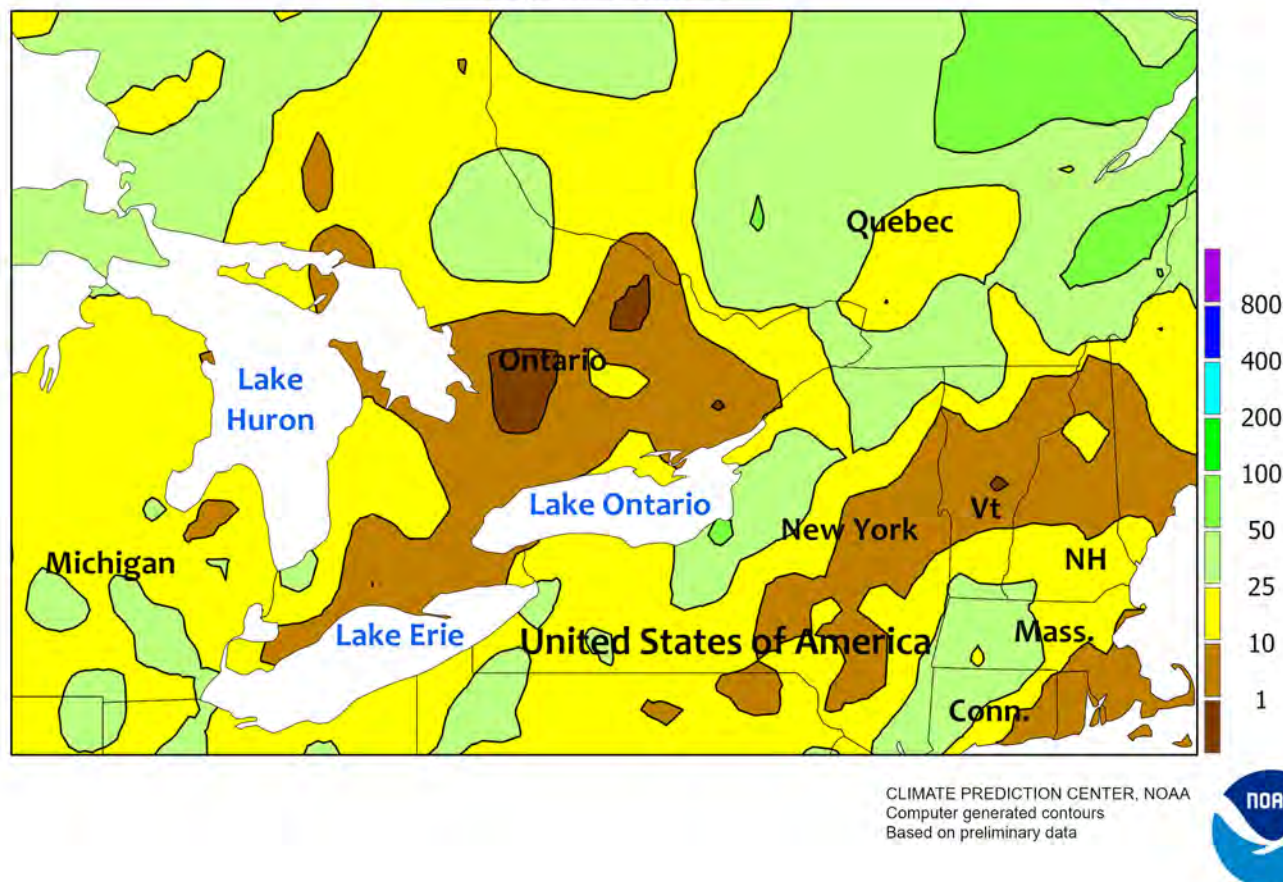 Quebec
Ontario
Lake
Huron
Lake Ontario
New York
Vt
Michigan
NH
Lake Erie
United States of America
Mass.
Conn.
800
400
200
100
50
25
10
1
CLIMATE PREDICTION CENTER, NOAA
Computer generated contours
Based on preliminary data